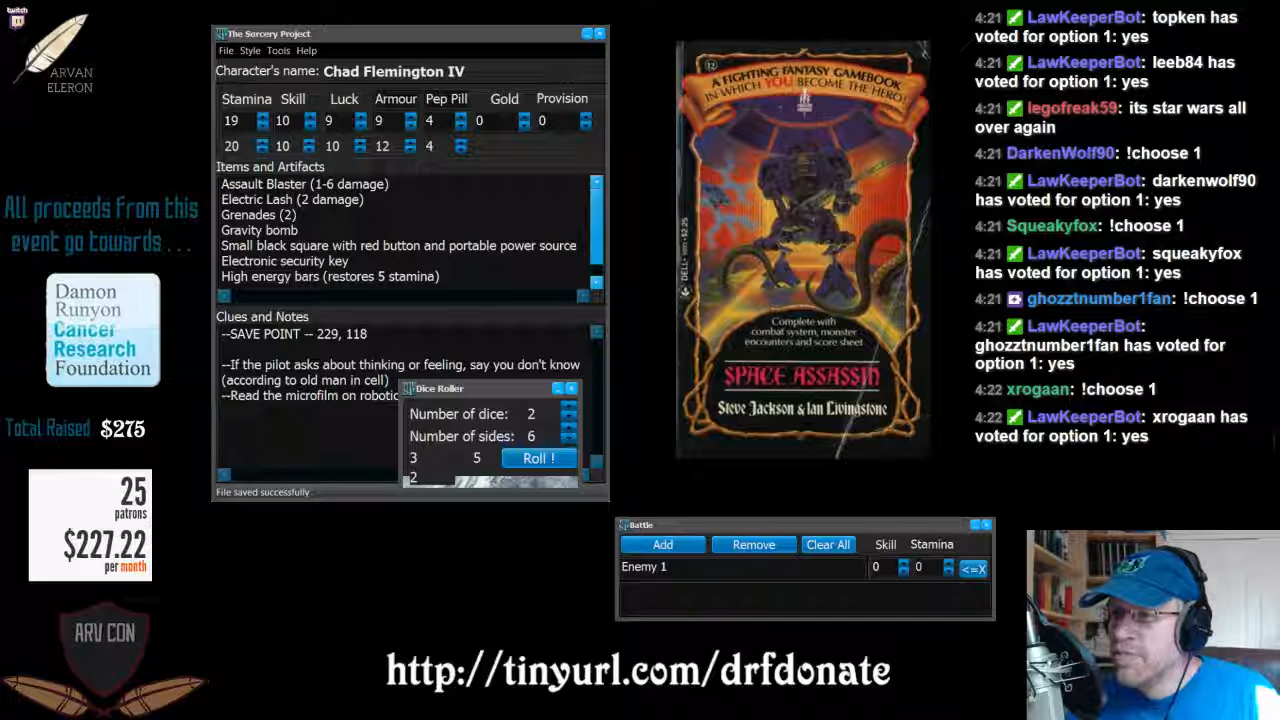 twitch
ARVAN
ELERON
All proceeds from this
event go towards . . .
Damon
Runyon
Cancer
Research
Foundation
Total Raised $275
25
patrons
$227.22
per month
ARV CON
The Sorcery Project
File Style Tools Help
Character's name: Chad Flemington IV
Stamina Skill Luck Armour Pep Pill Gold Provision
19 10 9 9 4 0 0
20 10 10 12 4
Items and Artifacts
Assault Blaster (1-6 damage)
Electric Lash (2 damage)
Grenades (2)
Gravity bomb
Small black square with red button and portable power source
Electronic security key
High energy bars (restores 5 stamina)
Clues and Notes
--SAVE POINT -- 229, 118
--If the pilot asks about thinking or feeling, say you don't know
(according to old man in cell)
--Read the microfilm on robotic
File saved successfully
Dice Roller
Number of dice: 2
Number of sides: 6
3 5 Roll !
2
12
A FIGHTING FANTASY GAMEBOOK
IN WHICH YOU BECOME THE HERO!
DELL • $2.25
Complete with
combat system, monster
encounters and score sheet
SPACE ASSASSIN
Steve Jackson & Ian Livingstone
Battle
Add Remove Clear All Skill Stamina
Enemy 1 0 0 <=X
http://tinyurl.com/drfdonate
4:21 LawKeeperBot: topken has
voted for option 1: yes
4:21 LawKeeperBot: leeb84 has
voted for option 1: yes
4:21 legofreak59: its star wars all
over again
4:21 DarkenWolf90: !choose 1
4:21 LawKeeperBot: darkenwolf90
has voted for option 1: yes
4:21 Squeakyfox: !choose 1
4:21 LawKeeperBot: squeakyfox
has voted for option 1: yes
4:21 ghozztnumber1fan: !choose 1
4:21 LawKeeperBot:
ghozztnumber1fan has voted for
option 1: yes
4:22 xrogaan: !choose 1
4:22 LawKeeperBot: xrogaan has
voted for option 1: yes